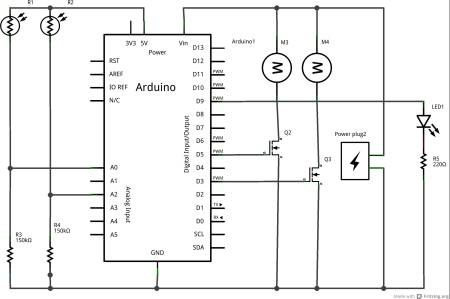 R1
R2
3V3 5V
Vin
Power
Arduino
Arduino1
RST
AREF
IO REF
N/C
A0
A1
A2
A3
A4
A5
Analog Input
Digital Input/Output
D13
D12
PWM
D11
PWM
D10
PWM
D9
D8
D7
PWM
D6
PWM
D5
D4
PWM
D3
D2
TX
D1
RX
D0
SCL
SDA
GND
M3
M4
Q2
Q3
Power plug2
LED1
R5
220Ω
R3
150kΩ
R4
150kΩ
Made with Fritzing.org